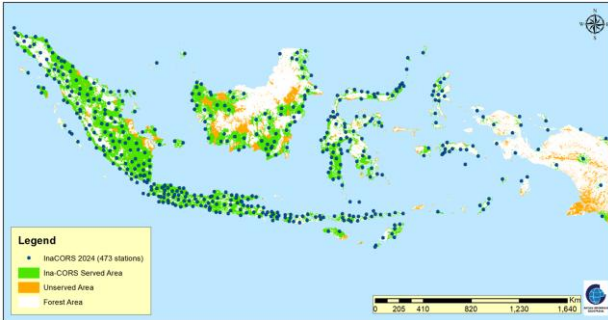 N
Legend
InaCORS 2024 (473 stations)
Ina-CORS Served Area
Unserved Area
Forest Area
Km
0 205 410 820 1,230 1,640